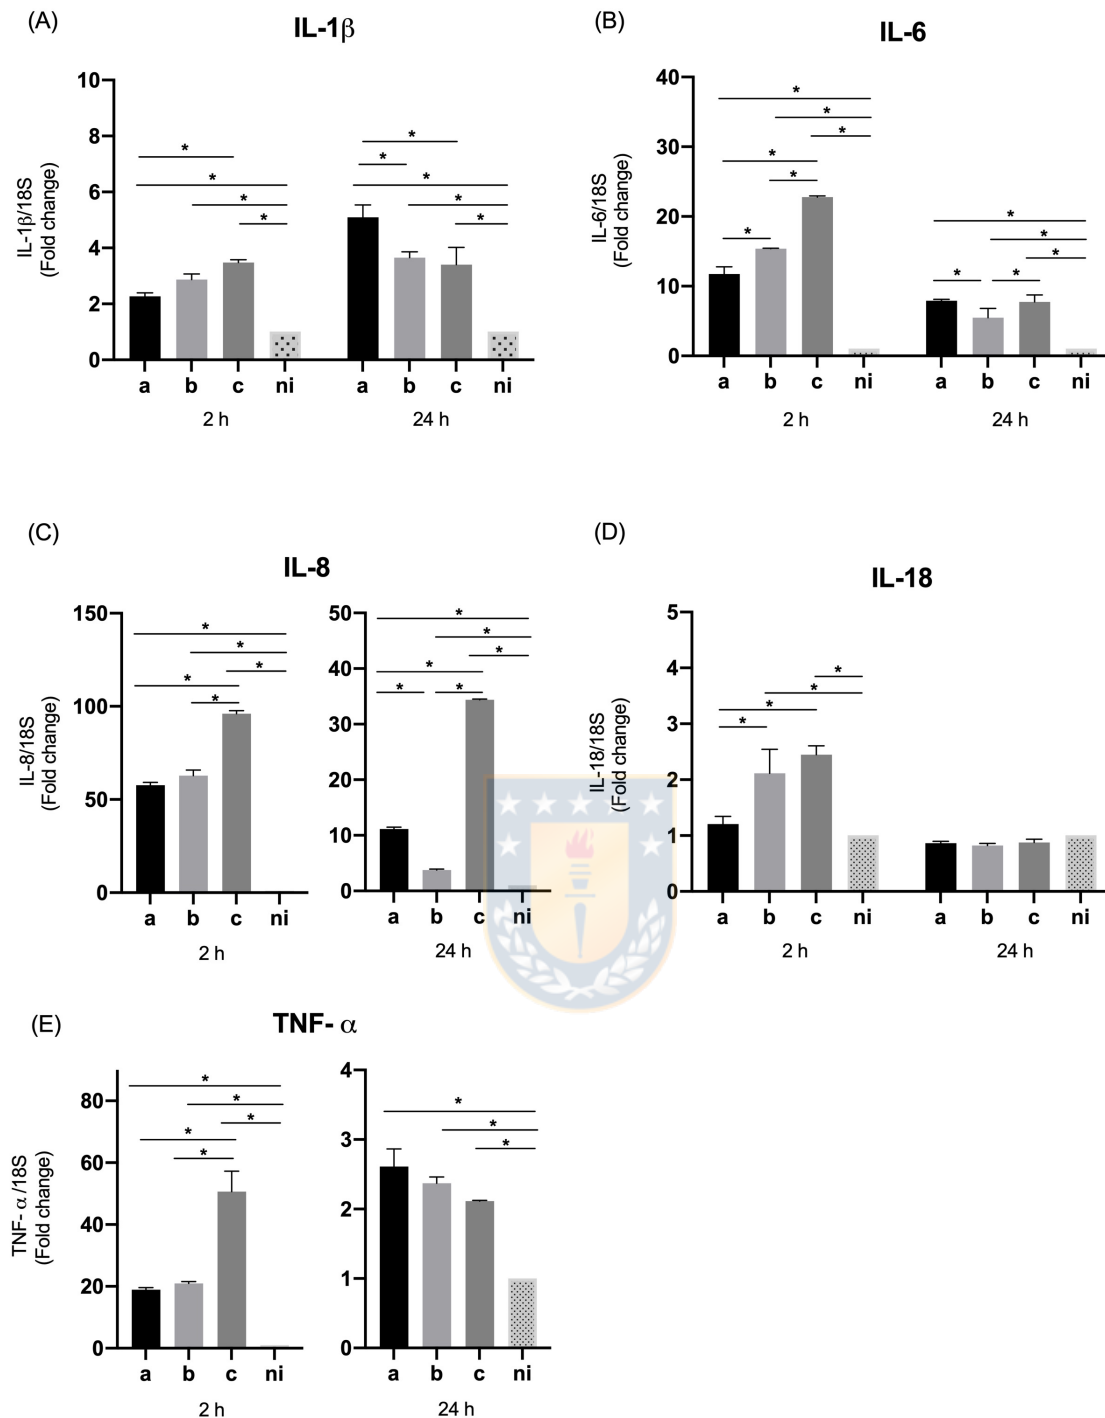 (A)
IL-1β
IL-1β/18S
(Fold change)
10
8
6
4
2
0
* * * * * * * * *
a b c ni a b c ni
2 h 24 h
(B)
IL-6
IL-6/18S
(Fold change)
40
30
20
10
0
* * * * * * * * * * *
a b c ni a b c ni
2 h 24 h
(C)
IL-8
IL-8/18S
(Fold change)
150
100
50
0
* * * * *
a b c ni
2 h
50
40
30
20
10
0
* * * * * *
a b c ni
24 h
(D)
IL-18
IL-18/18S
(Fold change)
5
4
3
2
1
0
* * * *
a b c ni a b c ni
2 h 24 h
(E)
TNF- α
TNF- α /18S
(Fold change)
80
60
40
20
0
* * * * *
a b c ni
2 h
4
3
2
1
0
* * *
a b c ni
24 h